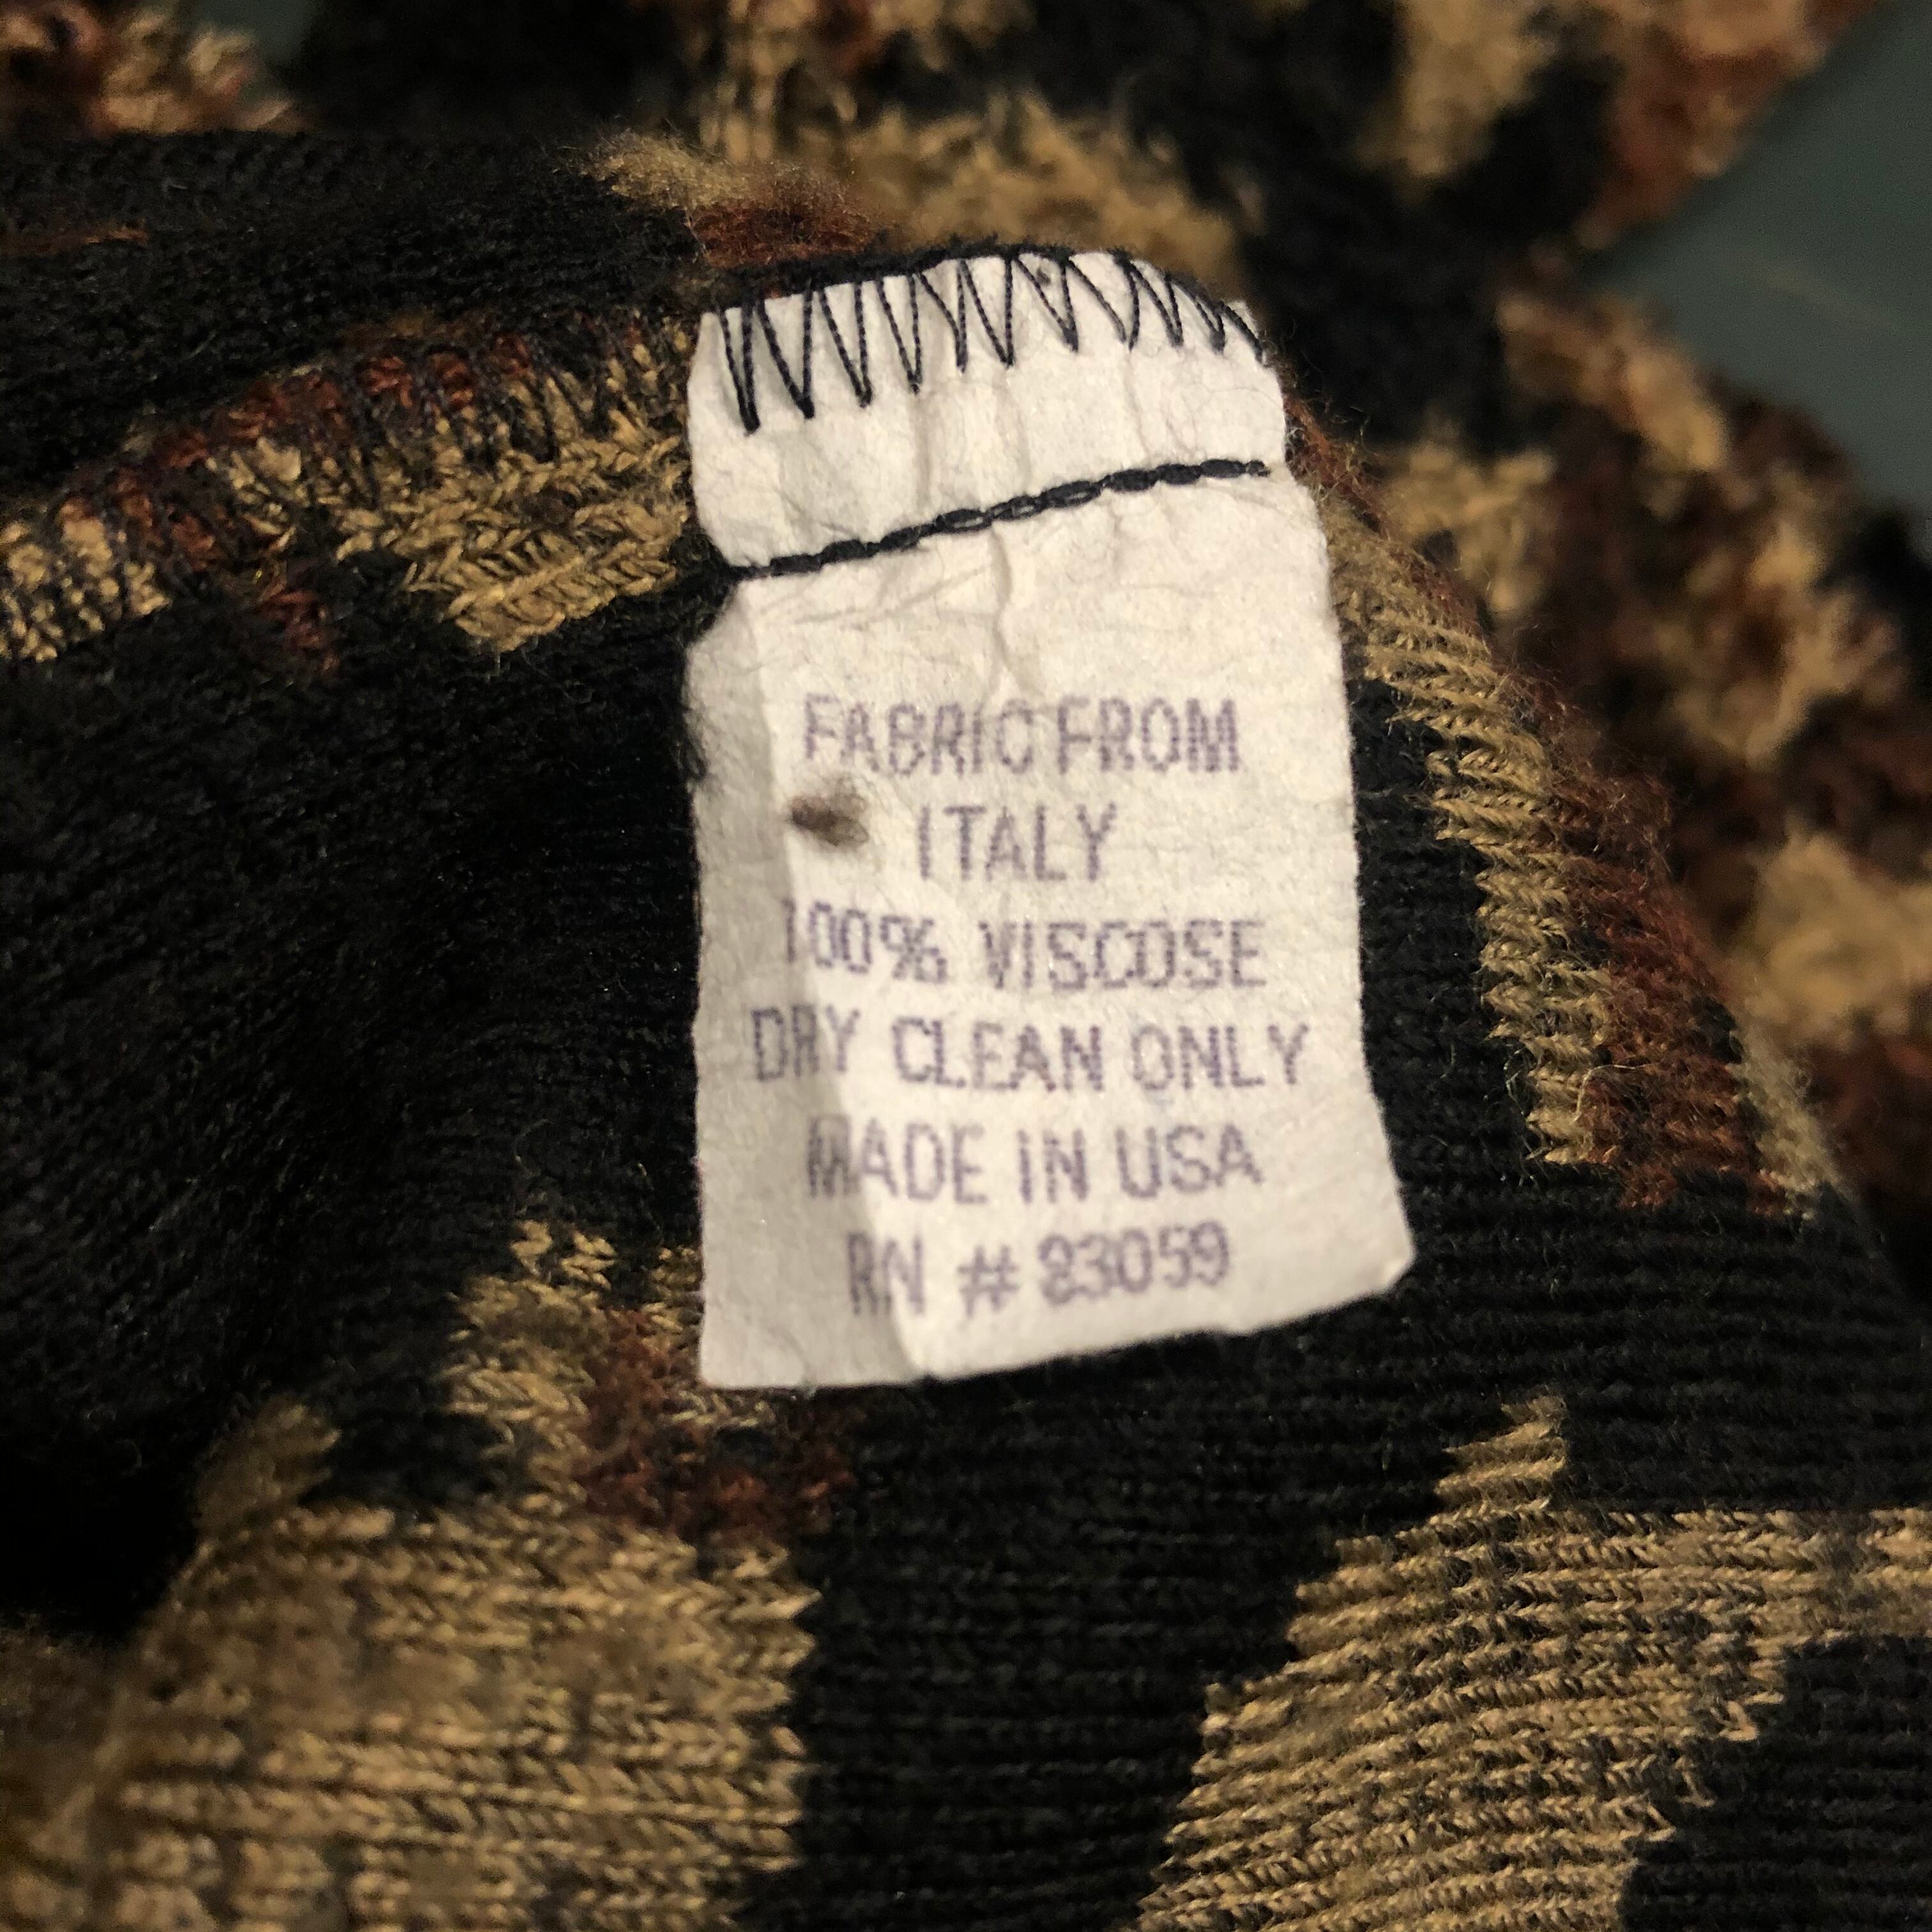 FABRIC FROM
ITALY
100% VISCOSE
DRY CLEAN ONLY
MADE IN USA
RN # 83059